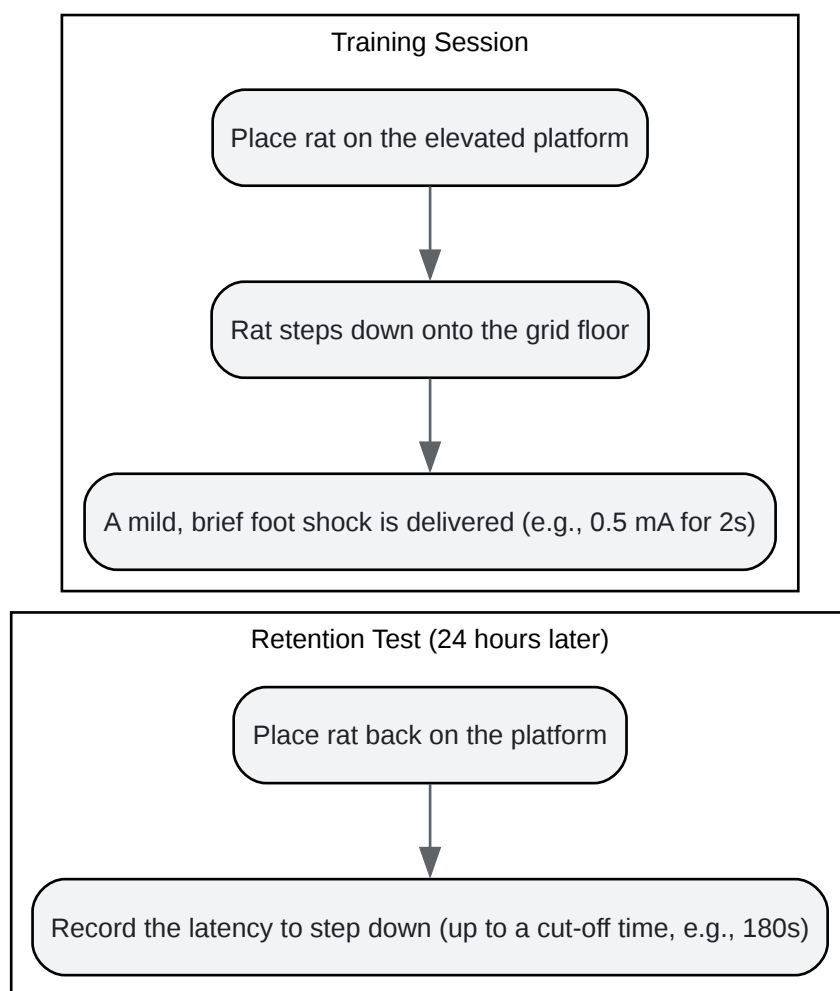 Training Session
Place rat on the elevated platform
Rat steps down onto the grid floor
A mild, brief foot shock is delivered (e.g., 0.5 mA for 2s)
Retention Test (24 hours later)
Place rat back on the platform
Record the latency to step down (up to a cut-off time, e.g., 180s)